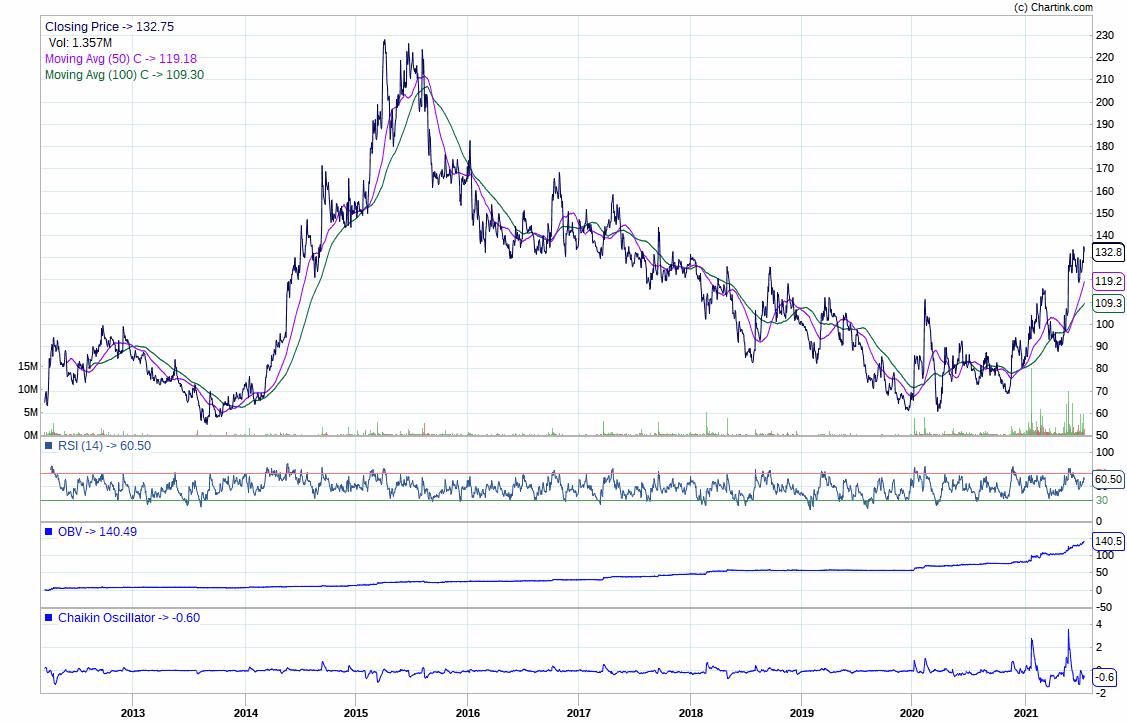 (c) Chartink.com
Closing Price -> 132.75
Vol: 1.357M
Moving Avg (50) C -> 119.18
Moving Avg (100) C -> 109.30
230
220
210
200
190
180
170
160
150
140
132.8
119.2
109.3
100
90
15M 80
10M 70
5M 60
0M 50
RSI (14) -> 60.50
100
60.50
30
0
OBV -> 140.49
140.5
100
50
0
-50
Chaikin Oscillator -> -0.60
4
2
-0.6
-2
2013 2014 2015 2016 2017 2018 2019 2020 2021